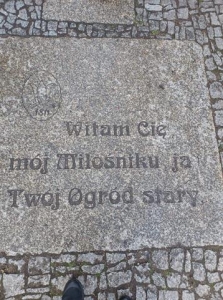 Witam Cię
mój Miłośniku ja
Twój Ogród stary